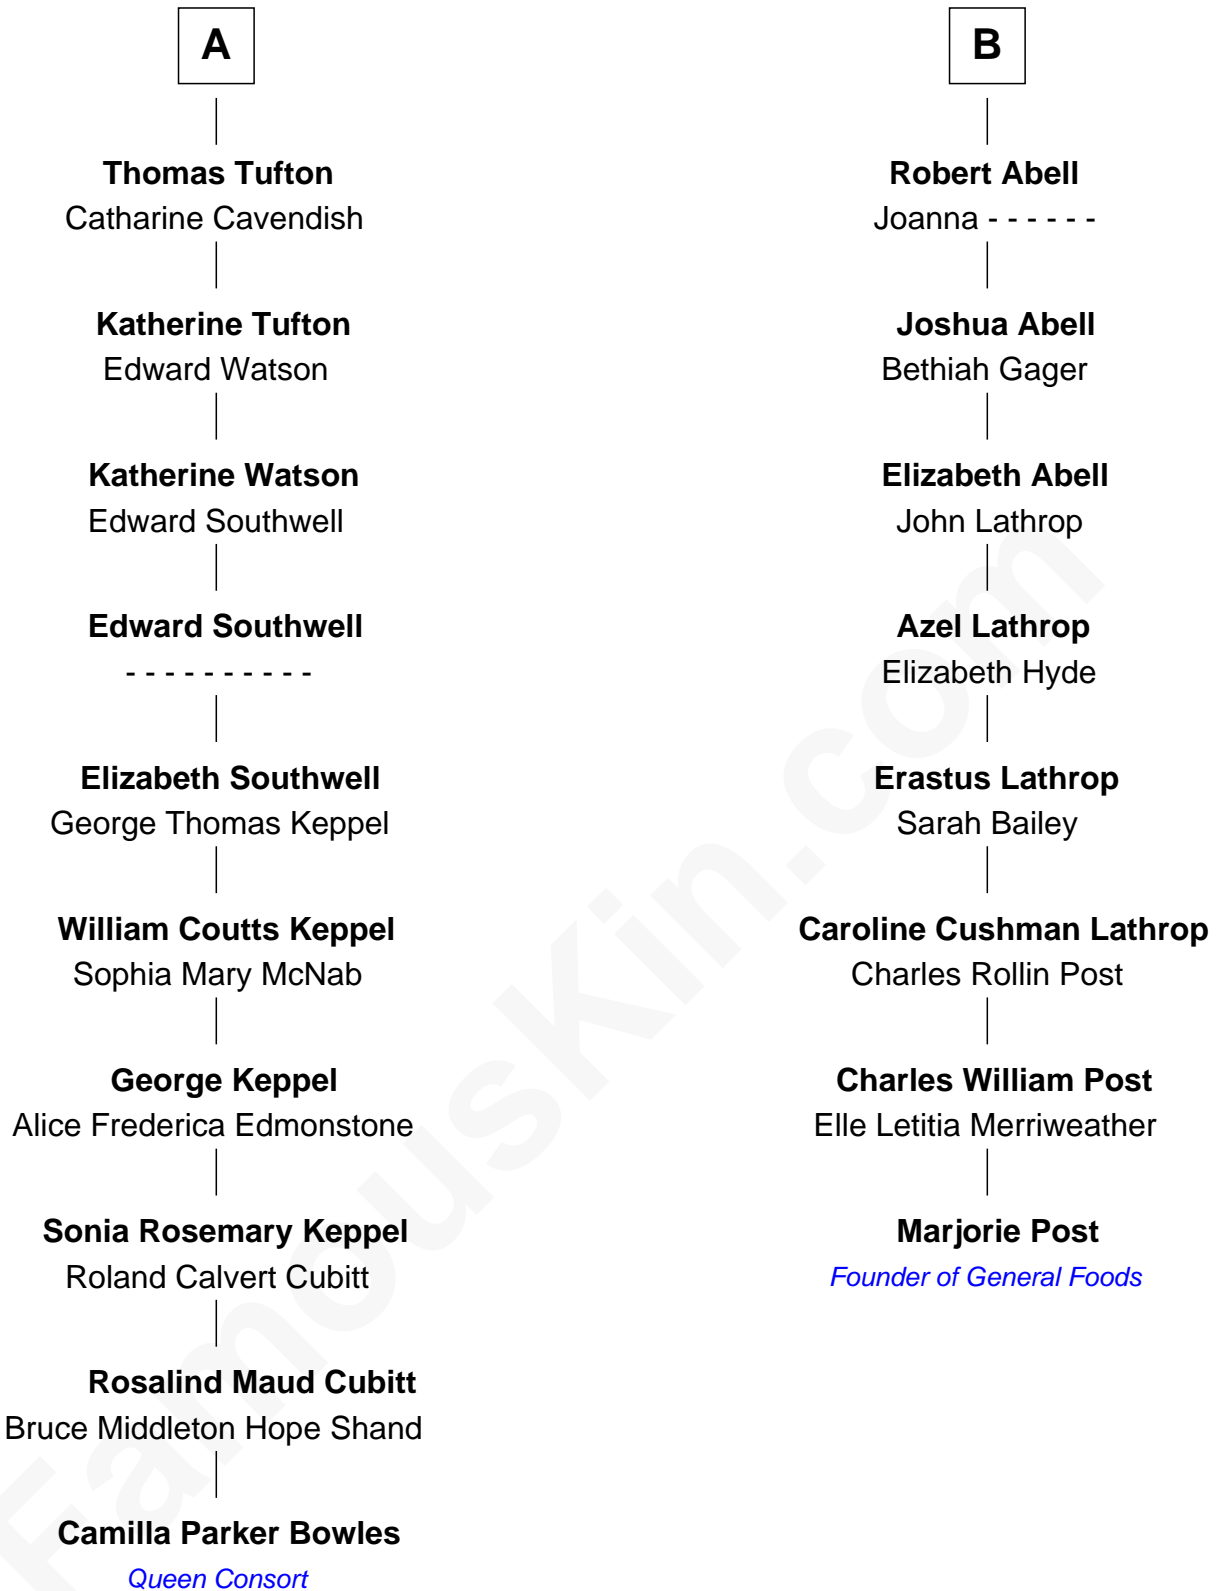 A
Thomas Tufton
Catharine Cavendish
Katherine Tufton
Edward Watson
Katherine Watson
Edward Southwell
Edward Southwell
- - - - - - - - - -
Elizabeth Southwell
George Thomas Keppel
William Coutts Keppel
Sophia Mary McNab
George Keppel
Alice Frederica Edmonstone
Sonia Rosemary Keppel
Roland Calvert Cubitt
Rosalind Maud Cubitt
Bruce Middleton Hope Shand
Camilla Parker Bowles
Queen Consort
B
Robert Abell
Joanna - - - - - -
Joshua Abell
Bethiah Gager
Elizabeth Abell
John Lathrop
Azel Lathrop
Elizabeth Hyde
Erastus Lathrop
Sarah Bailey
Caroline Cushman Lathrop
Charles Rollin Post
Charles William Post
Elle Letitia Merriweather
Marjorie Post
Founder of General Foods
FamousKin.com